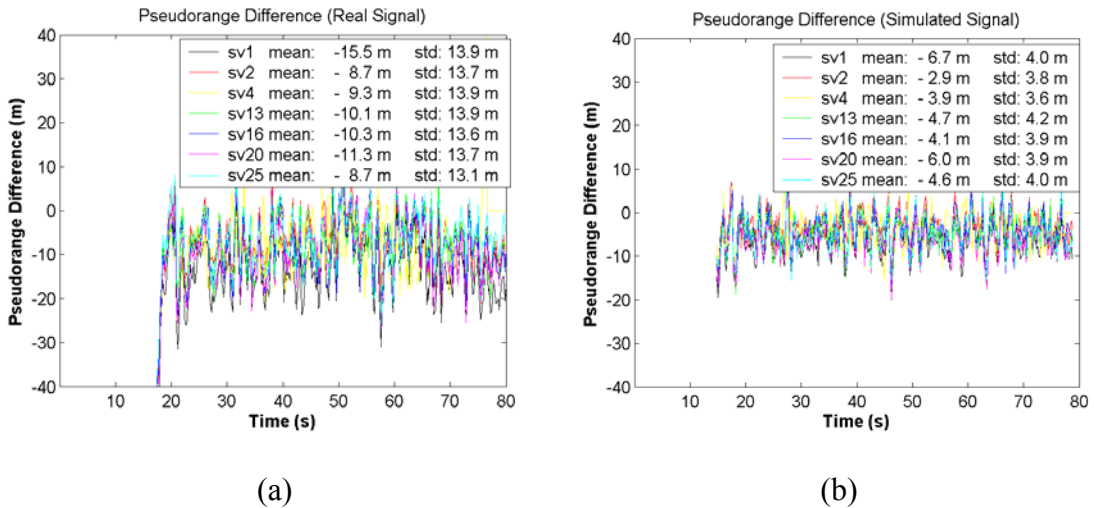 Pseudorange Difference (Real Signal)
40
30
20
10
0
-10
-20
-30
-40
Pseudorange Difference (m)
sv1 mean: -15.5 m std: 13.9 m
sv2 mean: - 8.7 m std: 13.7 m
sv4 mean: - 9.3 m std: 13.9 m
sv13 mean: -10.1 m std: 13.9 m
sv16 mean: -10.3 m std: 13.6 m
sv20 mean: -11.3 m std: 13.7 m
sv25 mean: - 8.7 m std: 13.1 m
10 20 30 40 50 60 70 80
Time (s)
(a)
Pseudorange Difference (Simulated Signal)
40
30
20
10
0
-10
-20
-30
-40
Pseudorange Difference (m)
sv1 mean: - 6.7 m std: 4.0 m
sv2 mean: - 2.9 m std: 3.8 m
sv4 mean: - 3.9 m std: 3.6 m
sv13 mean: - 4.7 m std: 4.2 m
sv16 mean: - 4.1 m std: 3.9 m
sv20 mean: - 6.0 m std: 3.9 m
sv25 mean: - 4.6 m std: 4.0 m
10 20 30 40 50 60 70 80
Time (s)
(b)